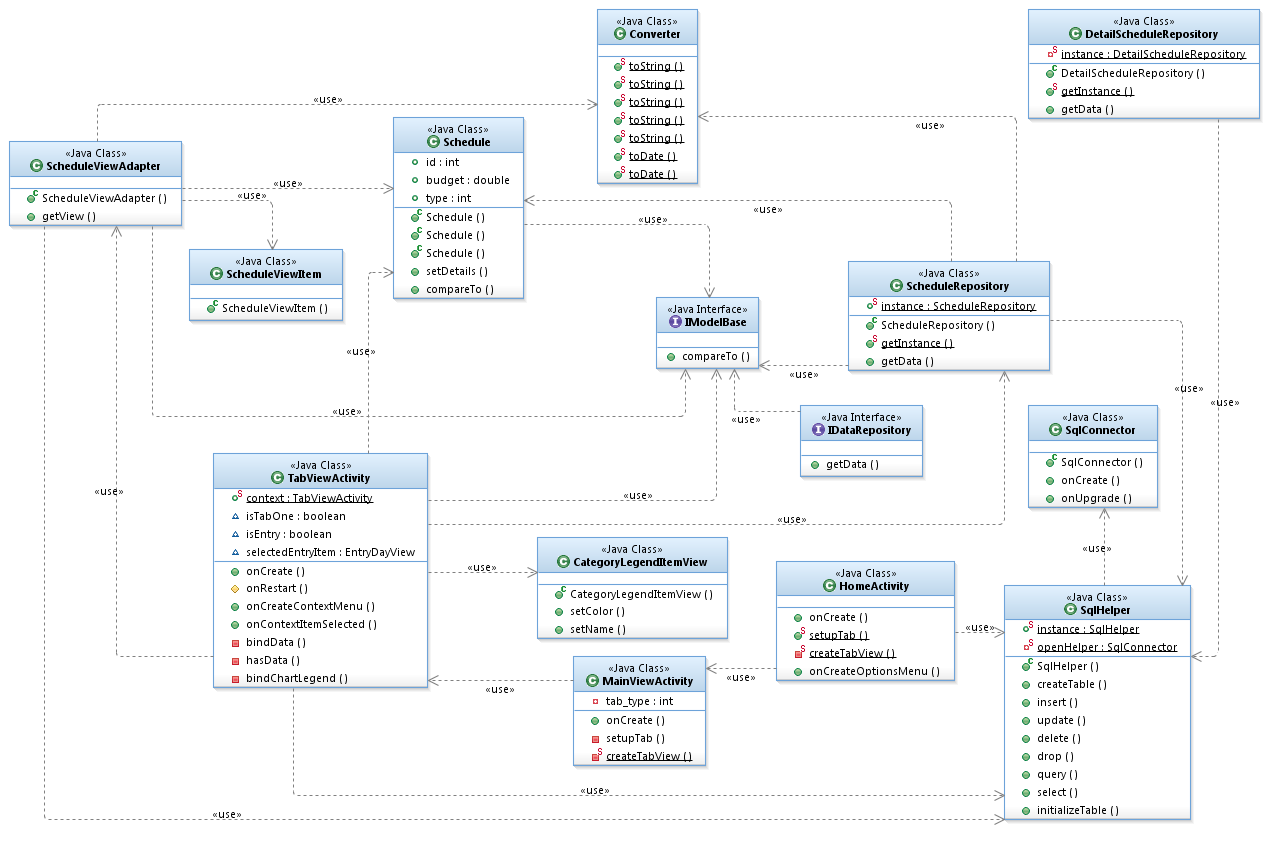 «Java Class»
Converter
toString ()
toString ()
toString ()
toString ()
toString ()
toDate ()
toDate ()
«Java Class»
DetailScheduleRepository
instance : DetailScheduleRepository
DetailScheduleRepository ()
getInstance ()
getData ()
«use»
«use»
«Java Class»
Schedule
id : int
budget : double
type : int
Schedule ()
Schedule ()
Schedule ()
setDetails ()
compareTo ()
«Java Class»
ScheduleViewAdapter
ScheduleViewAdapter ()
getView ()
«use»
«use»
«use»
«use»
«Java Class»
ScheduleViewItem
ScheduleViewItem ()
«Java Class»
ScheduleRepository
instance : ScheduleRepository
ScheduleRepository ()
getInstance ()
getData ()
«Java Interface»
IModelBase
compareTo ()
«use»
«use»
«use»
«use»
«use»
«use»
«Java Interface»
IDataRepository
getData ()
«Java Class»
SqlConnector
SqlConnector ()
onCreate ()
onUpgrade ()
«Java Class»
TabViewActivity
context : TabViewActivity
isTabOne : boolean
isEntry : boolean
selectedEntryItem : EntryDayView
onCreate ()
onRestart ()
onCreateContextMenu ()
onContextItemSelected ()
bindData ()
hasData ()
bindChartLegend ()
«use»
«use»
«use»
«use»
«use»
«Java Class»
CategoryLegendItemView
CategoryLegendItemView ()
setColor ()
setName ()
«Java Class»
HomeActivity
onCreate ()
setupTab ()
createTabView ()
onCreateOptionsMenu ()
«use»
«Java Class»
SqlHelper
instance : SqlHelper
openHelper : SqlConnector
SqlHelper ()
createTable ()
insert ()
update ()
delete ()
drop ()
query ()
select ()
initializeTable ()
«Java Class»
MainViewActivity
tab_type : int
onCreate ()
setupTab ()
createTabView ()
«use»
«use»
«use»
«use»